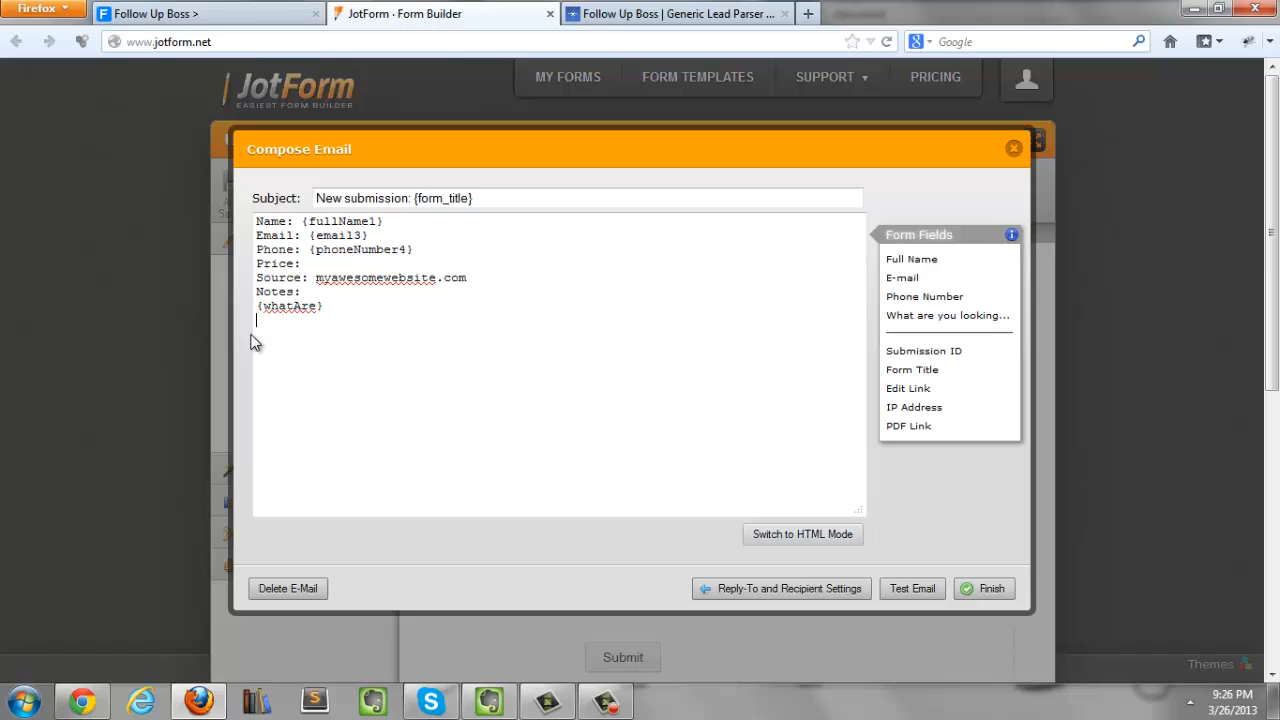 Firefox
Follow Up Boss >
JotForm · Form Builder
Follow Up Boss | Generic Lead Parser ...
www.jotform.net
Google
JotForm
EASIEST FORM BUILDER
MY FORMS
FORM TEMPLATES
SUPPORT
PRICING
Compose Email
Subject:
New submission: {form_title}
Name: {fullName1}
Email: {email3}
Phone: {phoneNumber4}
Price:
Source: myawesomewebsite.com
Notes:
{whatAre}
Form Fields
Full Name
E-mail
Phone Number
What are you looking...
Submission ID
Form Title
Edit Link
IP Address
PDF Link
Switch to HTML Mode
Delete E-Mail
Reply-To and Recipient Settings
Test Email
Finish
Submit
Themes
9:26 PM
3/26/2013